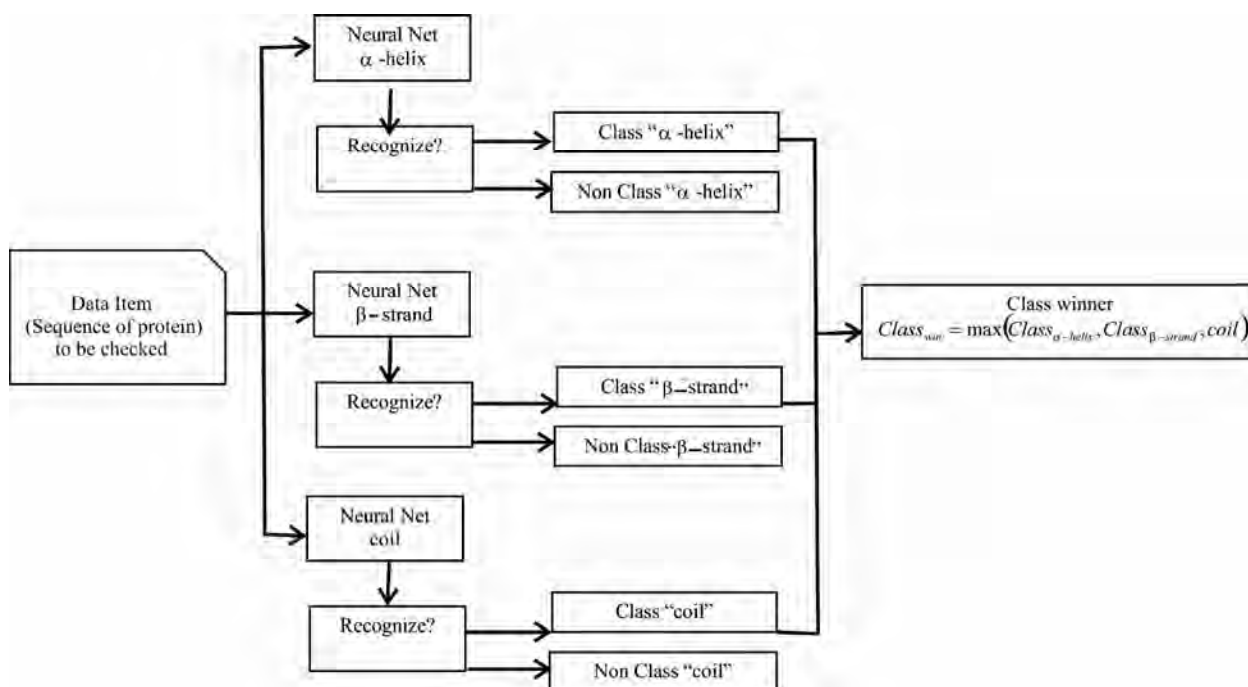 Neural Net
α -helix
Recognize?
Class “α -helix”
Non Class “α -helix”
Data Item
(Sequence of protein)
to be checked
Neural Net
β–strand
Recognize?
Class “β–strand”
Non Class“β–strand”
Class winner
Class_win = max(Class_α-helix, Class_β-strand, coil)
Neural Net
coil
Recognize?
Class “coil”
Non Class “coil”